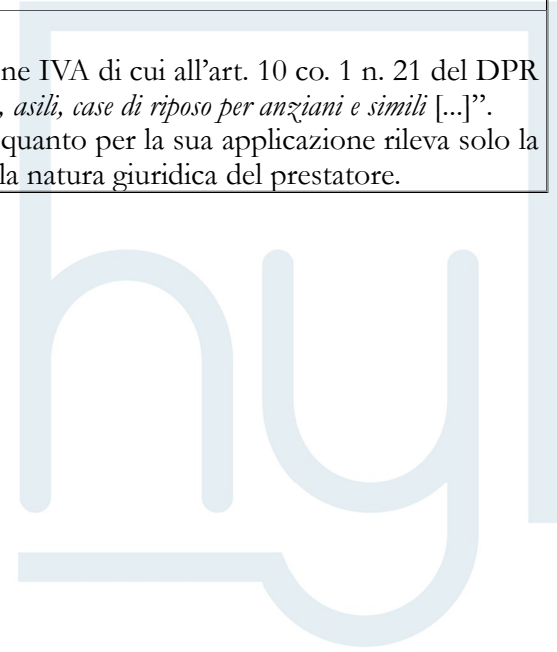 ne IVA di cui all’art. 10 co. 1 n. 21 del DPR
, asili, case di riposo per anziani e simili [...]”.
quanto per la sua applicazione rileva solo la
la natura giuridica del prestatore.
hyl